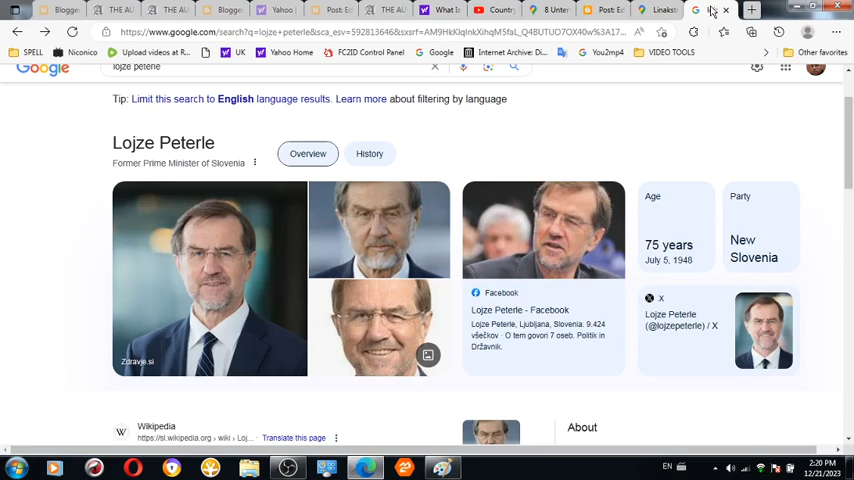 Blogge
THE AU
THE AU
Blogge
Yahoo
Post: Ed
THE AU
What Is
Countr
8 Unter
Post: Ed
Linakst
https://www.google.com/search?q=lojze+peterle&sca_esv=592813646&sxsrf=
SPELL
Niconico
Upload videos at R...
UK
Yahoo Home
FC2ID Control Panel
Google
Internet Archive: Di...
You2mp4
VIDEO TOOLS
Other favorites
Google
lojze peterle
Tip: Limit this search to English language results. Learn more about filtering by language
Lojze Peterle
Former Prime Minister of Slovenia
Overview
History
Zdravje.si
Facebook
Lojze Peterle - Facebook
Lojze Peterle, Ljubljana, Slovenia. 9.424
všečkov · O tem govori 7 oseb. Politik in
Državnik.
Age
75 years
July 5, 1948
Party
New
Slovenia
X
Lojze Peterle
(@lojzepeterle) / X
Wikipedia
https://sl.wikipedia.org › wiki › Loj...
Translate this page
About
EN
2:20 PM
12/21/2023